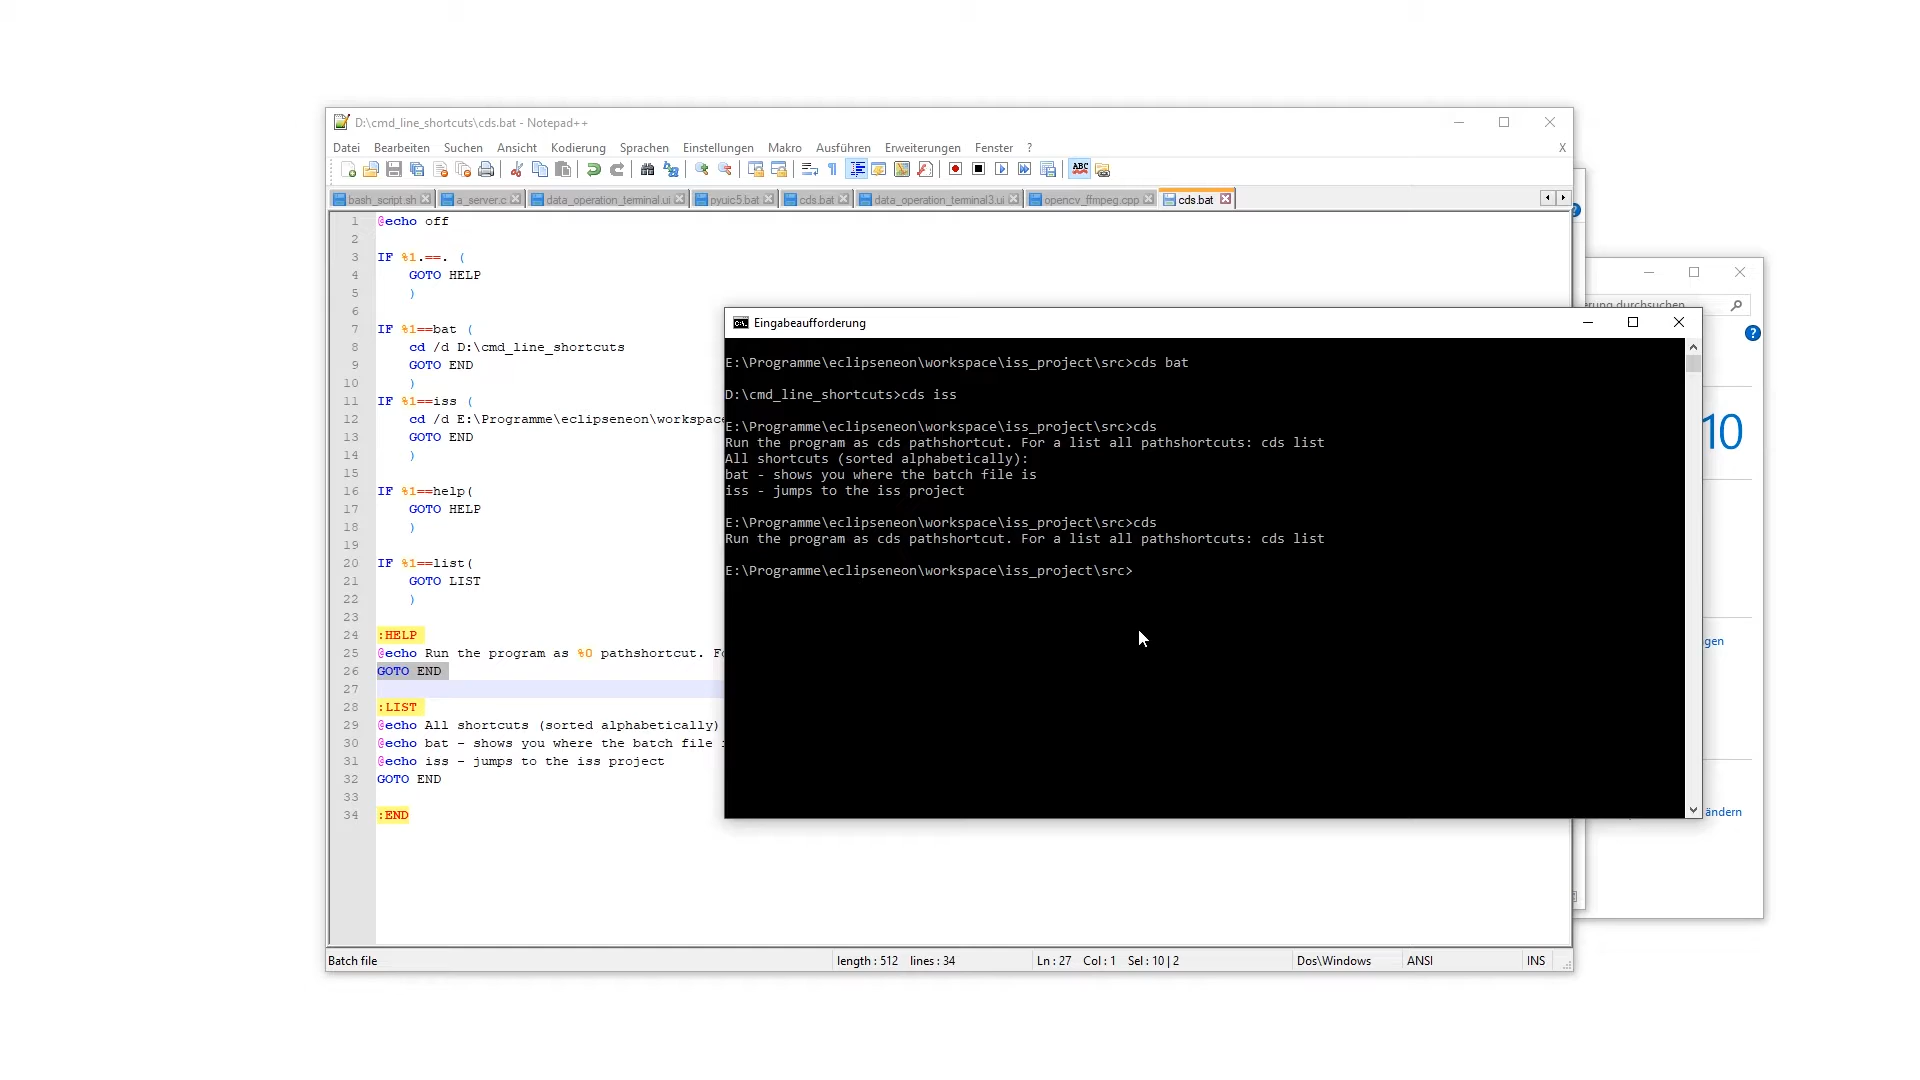 D:\cmd_line_shortcuts\cds.bat - Notepad++
Datei Bearbeiten Suchen Ansicht Kodierung Sprachen Einstellungen Makro Ausführen Erweiterungen Fenster ? X
bash_script.sh a_server.c data_operation_terminal.ui pyuic5.bat cds.bat data_operation_terminal3.ui opencv_ffmpeg.cpp cds.bat
1 @echo off
2
3 IF %1.==. (
4 GOTO HELP
5 )
6
7 IF %1==bat (
8 cd /d D:\cmd_line_shortcuts
9 GOTO END
10 )
11 IF %1==iss (
12 cd /d E:\Programme\eclipseneon\workspace
13 GOTO END
14 )
15
16 IF %1==help(
17 GOTO HELP
18 )
19
20 IF %1==list(
21 GOTO LIST
22 )
23
24 :HELP
25 @echo Run the program as %0 pathshortcut.
26 GOTO END
27
28 :LIST
29 @echo All shortcuts (sorted alphabetically)
30 @echo bat - shows you where the batch file
31 @echo iss - jumps to the iss project
32 GOTO END
33
34 :END
Batch file length : 512 lines : 34 Ln : 27 Col : 1 Sel : 10 | 2 Dos\Windows ANSI INS
Eingabeaufforderung
E:\Programme\eclipseneon\workspace\iss_project\src>cds bat
D:\cmd_line_shortcuts>cds iss
E:\Programme\eclipseneon\workspace\iss_project\src>cds
Run the program as cds pathshortcut. For a list all pathshortcuts: cds list
All shortcuts (sorted alphabetically):
bat - shows you where the batch file is
iss - jumps to the iss project
E:\Programme\eclipseneon\workspace\iss_project\src>cds
Run the program as cds pathshortcut. For a list all pathshortcuts: cds list
E:\Programme\eclipseneon\workspace\iss_project\src>
durchsuchen
10
gen
ändern